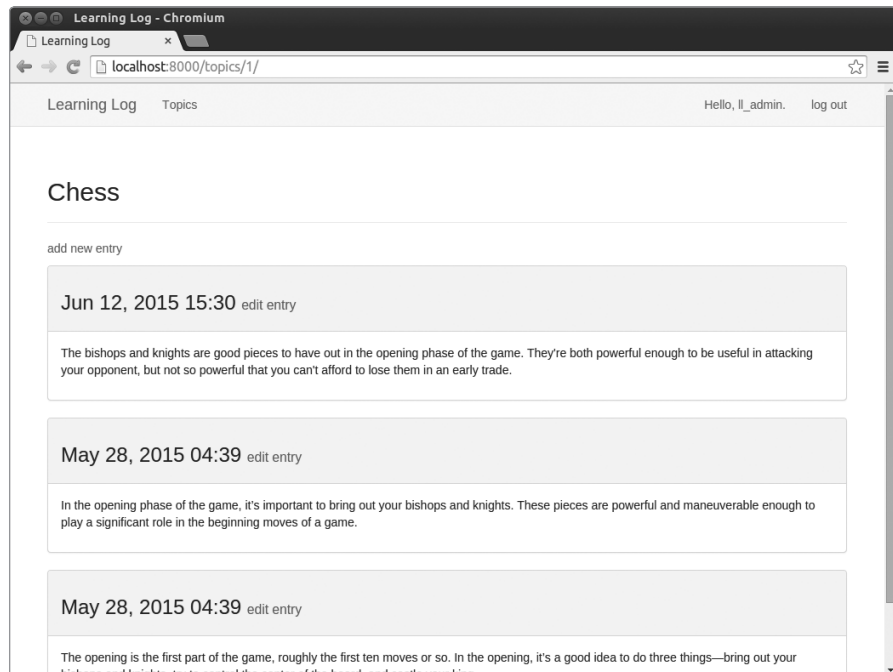 Learning Log - Chromium
Learning Log
localhost:8000/topics/1/
Learning Log Topics Hello, ll_admin. log out
Chess
add new entry
Jun 12, 2015 15:30 edit entry
The bishops and knights are good pieces to have out in the opening phase of the game. They're both powerful enough to be useful in attacking
your opponent, but not so powerful that you can't afford to lose them in an early trade.
May 28, 2015 04:39 edit entry
In the opening phase of the game, it's important to bring out your bishops and knights. These pieces are powerful and maneuverable enough to
play a significant role in the beginning moves of a game.
May 28, 2015 04:39 edit entry
The opening is the first part of the game, roughly the first ten moves or so. In the opening, it's a good idea to do three things—bring out your